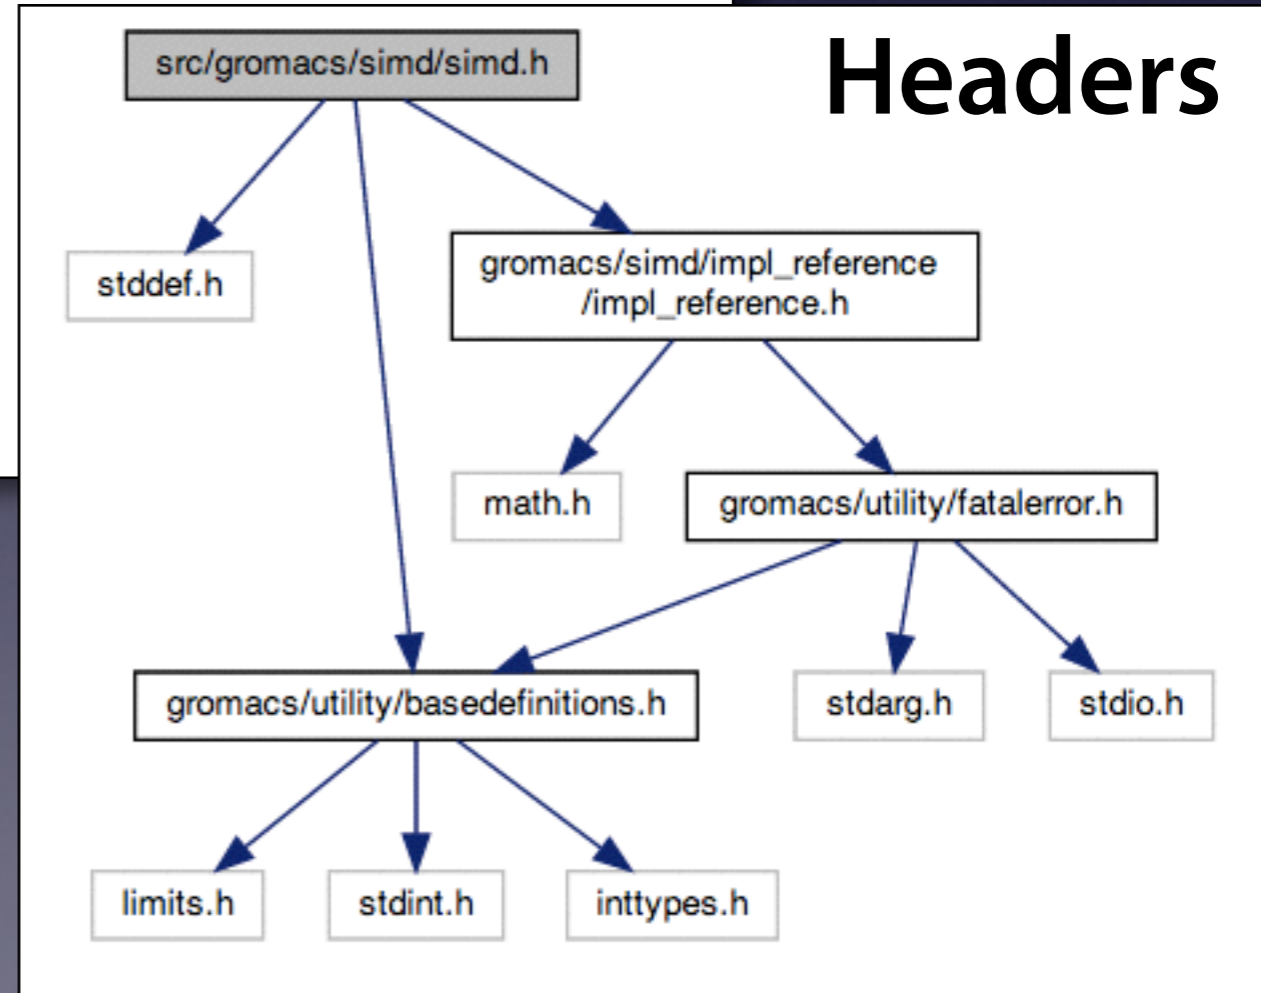 Headers
src/gromacs/simd/simd.h
stddef.h
gromacs/simd/impl_reference
/impl_reference.h
math.h
gromacs/utility/fatalerror.h
gromacs/utility/basedefinitions.h
stdarg.h
stdio.h
limits.h
stdint.h
inttypes.h